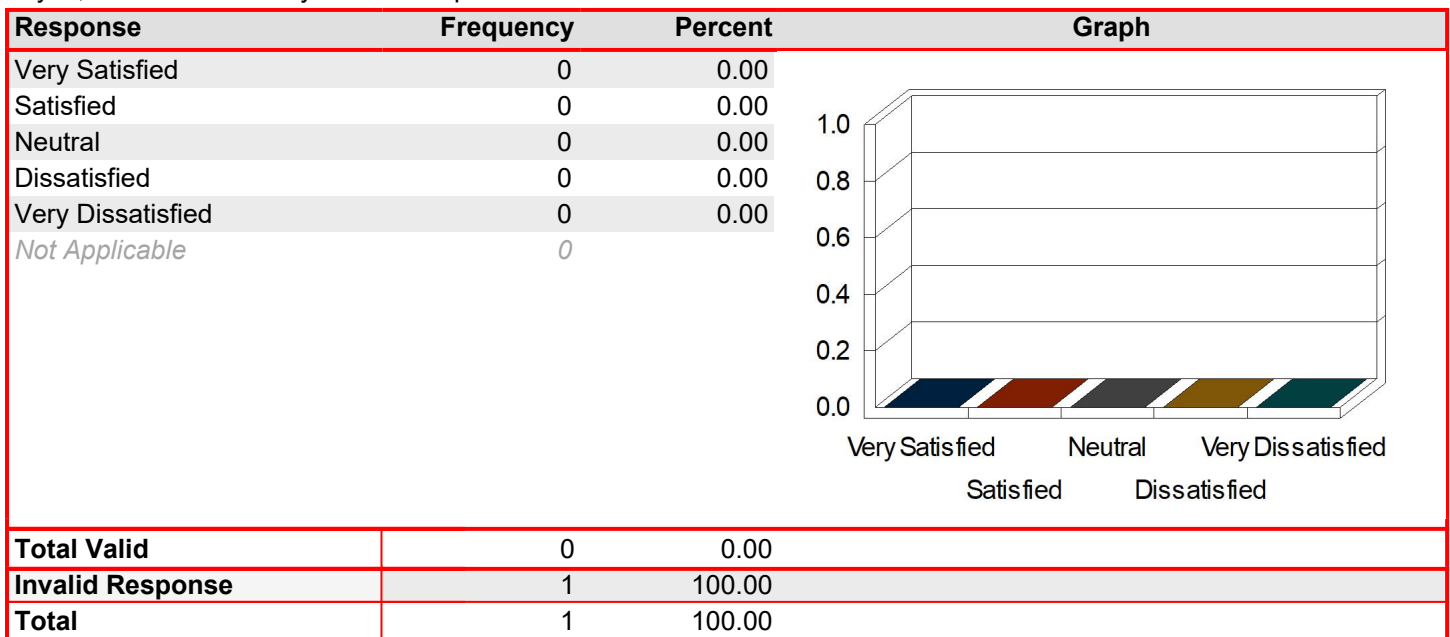 Response Frequency Percent Graph
Very Satisfied 0 0.00
Satisfied 0 0.00
Neutral 0 0.00
Dissatisfied 0 0.00
Very Dissatisfied 0 0.00
Not Applicable 0
1.0
0.8
0.6
0.4
0.2
0.0
Very Satisfied Neutral Very Dissatisfied
Satisfied Dissatisfied
Total Valid 0 0.00
Invalid Response 1 100.00
Total 1 100.00